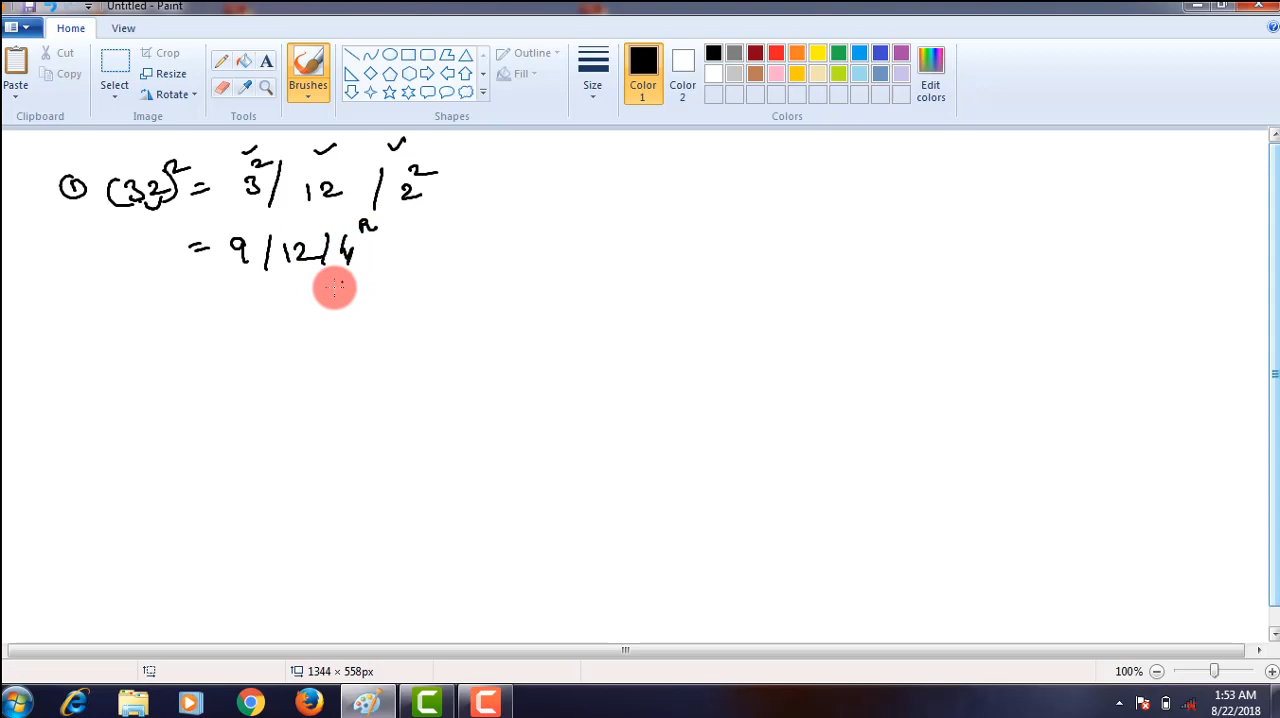 Untitled - Paint
Home View
Paste Cut Copy Clipboard
Select Crop Resize Rotate Image
Tools
Brushes
Outline Fill Shapes
Size
Color 1 Color 2 Edit colors Colors
① (32)² = 3² / 12 / 2²
= 9 / 12 / 4
1344 × 558px
100%
1:53 AM
8/22/2018